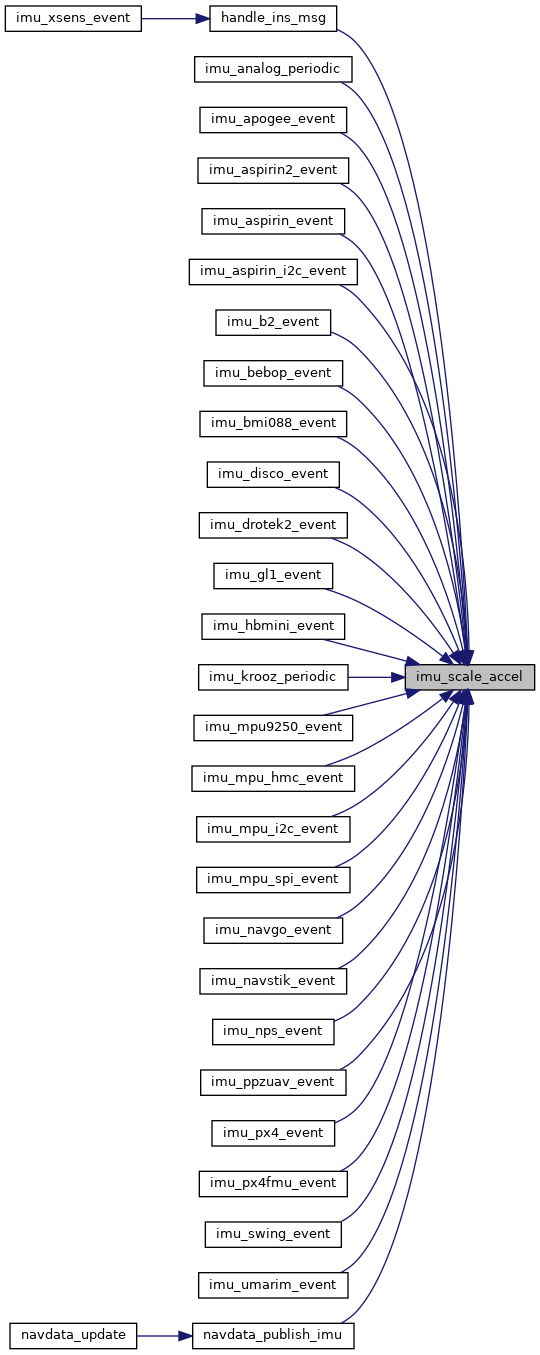 imu_xsens_event
handle_ins_msg
imu_analog_periodic
imu_apogee_event
imu_aspirin2_event
imu_aspirin_event
imu_aspirin_i2c_event
imu_b2_event
imu_bebop_event
imu_bmi088_event
imu_disco_event
imu_drotek2_event
imu_gl1_event
imu_hbmini_event
imu_krooz_periodic
imu_scale_accel
imu_mpu9250_event
imu_mpu_hmc_event
imu_mpu_i2c_event
imu_mpu_spi_event
imu_navgo_event
imu_navstik_event
imu_nps_event
imu_ppzuav_event
imu_px4_event
imu_px4fmu_event
imu_swing_event
imu_umarim_event
navdata_update
navdata_publish_imu